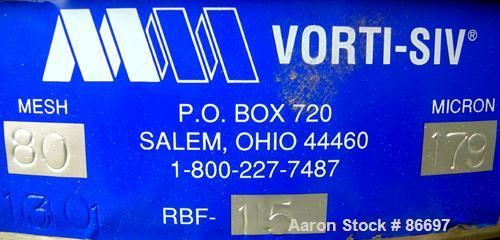 VORTI-SIV®
MESH
80
P.O. BOX 720
SALEM, OHIO 44460
1-800-227-7487
MICRON
179
1301
RBF- 15
Aaron Stock # 86697